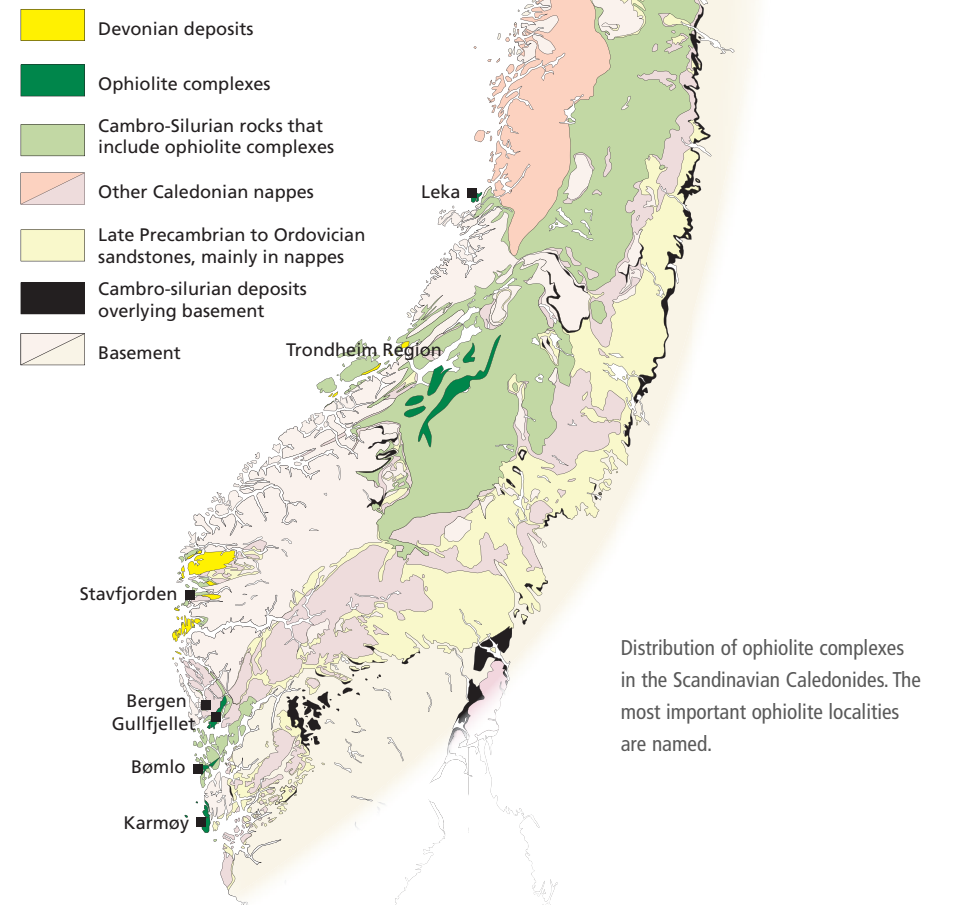 Devonian deposits
Ophiolite complexes
Cambro-Silurian rocks that
include ophiolite complexes
Other Caledonian nappes
Late Precambrian to Ordovician
sandstones, mainly in nappes
Cambro-silurian deposits
overlying basement
Basement
Leka
Trondheim Region
Stavfjorden
Bergen
Gullfjellet
Bømlo
Karmøy
Distribution of ophiolite complexes
in the Scandinavian Caledonides. The
most important ophiolite localities
are named.